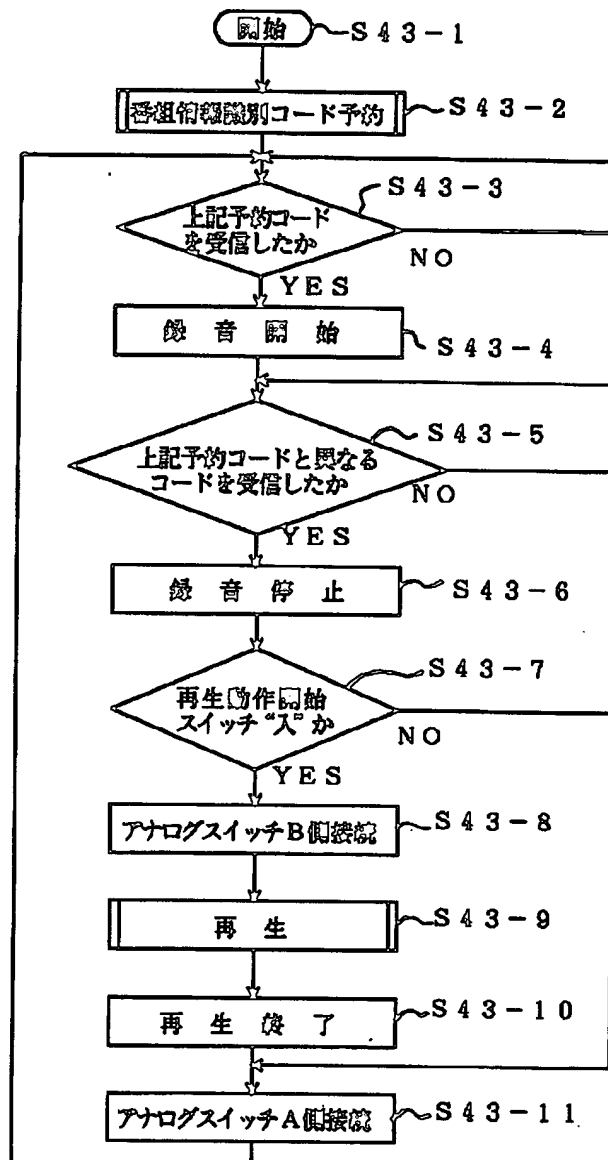 開始
S43-1
番組情報識別コード予約
S43-2
S43-3
上記予約コード
を受信したか
NO
YES
録音開始
S43-4
S43-5
上記予約コードと異なる
コードを受信したか
NO
YES
録音停止
S43-6
S43-7
再生動作開始
スイッチ“入”か
NO
YES
アナログスイッチB側接続
S43-8
再生
S43-9
再生終了
S43-10
アナログスイッチA側接続
S43-11